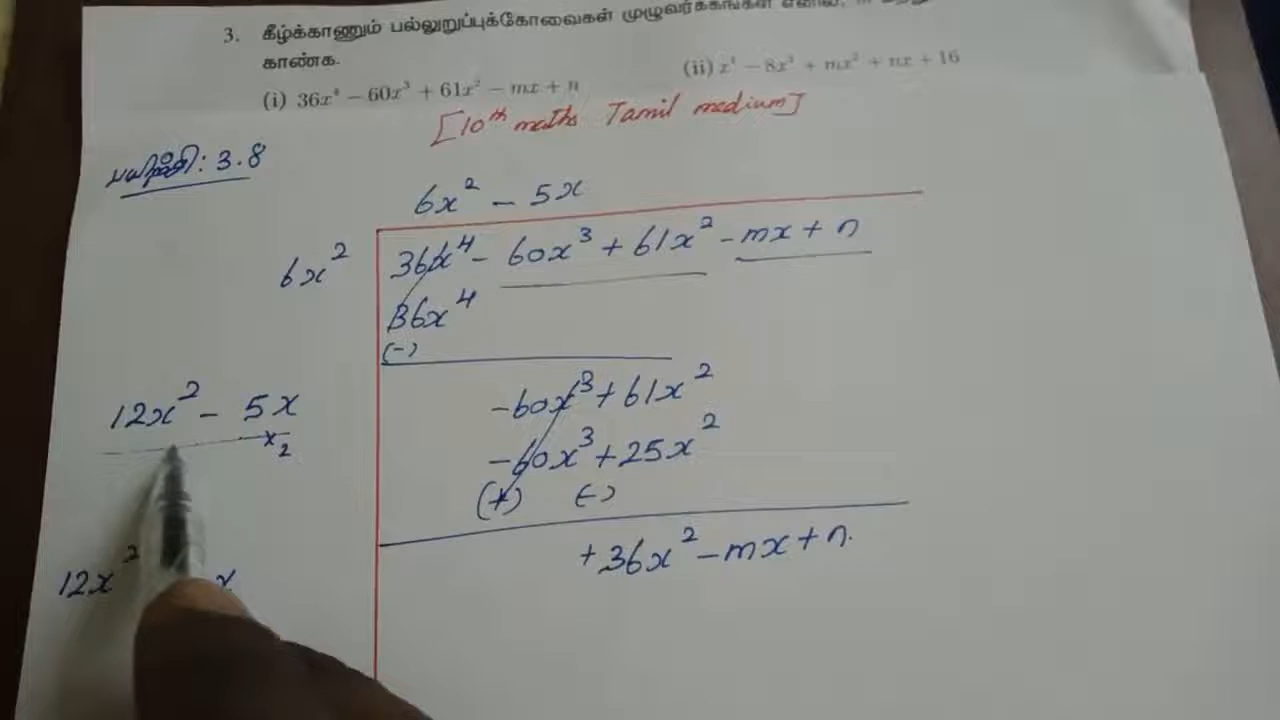 3. கீழ்க்காணும் பல்லுறுப்புக்கோவைகள் முழுவர்க்கங்கள் எனில்,
காண்க.
(i) 36x⁴ − 60x³ + 61x² − mx + n (ii) x⁴ − 8x³ + mx² + nx + 16
[10th maths Tamil medium]
பயிற்சி: 3.8
6x² − 5x
6x² 36x⁴ − 60x³ + 61x² − mx + n
36x⁴
(−)
−60x³ + 61x²
12x² − 5x −60x³ + 25x²
×2
(+) (−)
+36x² − mx + n
12x² x